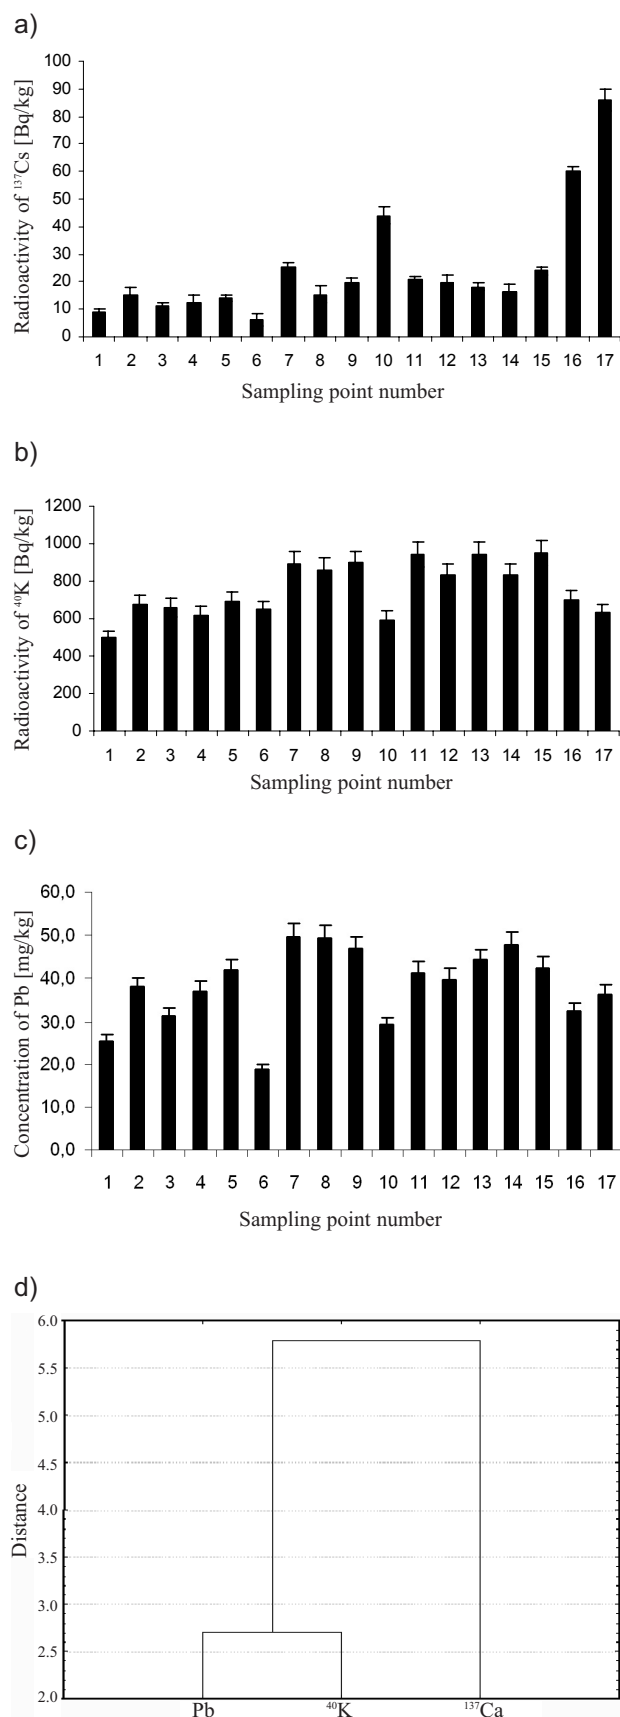 a)
Radioactivity of ¹³⁷Cs [Bq/kg]
100
90
80
70
60
50
40
30
20
10
0
1 2 3 4 5 6 7 8 9 10 11 12 13 14 15 16 17
Sampling point number
b)
Radioactivity of ⁴⁰K [Bq/kg]
1200
1000
800
600
400
200
0
1 2 3 4 5 6 7 8 9 10 11 12 13 14 15 16 17
Sampling point number
c)
Concentration of Pb [mg/kg]
60,0
50,0
40,0
30,0
20,0
10,0
0,0
1 2 3 4 5 6 7 8 9 10 11 12 13 14 15 16 17
Sampling point number
d)
Distance
6.0
5.5
5.0
4.5
4.0
3.5
3.0
2.5
2.0
Pb ⁴⁰K ¹³⁷Ca